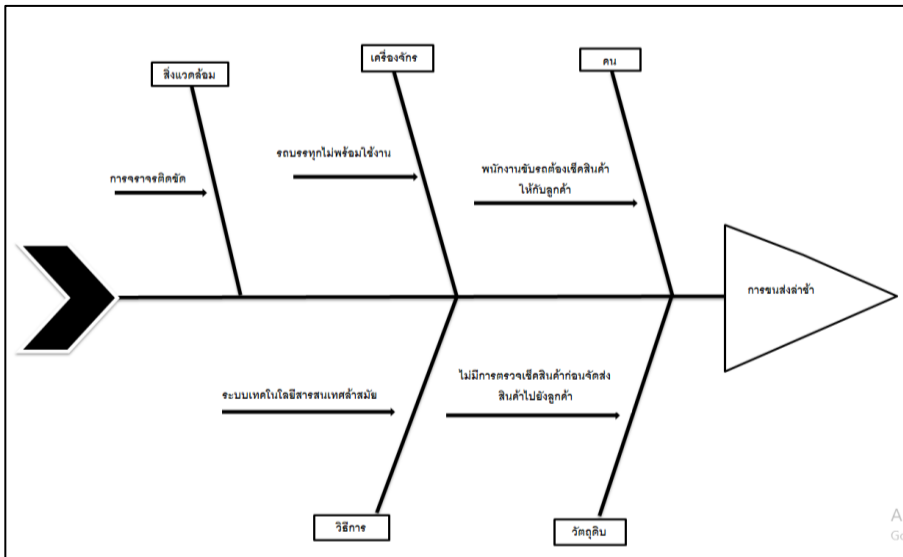 สิ่งแวดล้อม
เครื่องจักร
คน
การจราจรติดขัด
รถบรรทุกไม่พร้อมใช้งาน
พนักงานขับรถต้องเช็คสินค้า
ให้กับลูกค้า
การขนส่งล่าช้า
ระบบเทคโนโลยีสารสนเทศล้าสมัย
ไม่มีการตรวจเช็คสินค้าก่อนจัดส่ง
สินค้าไปยังลูกค้า
วิธีการ
วัตถุดิบ